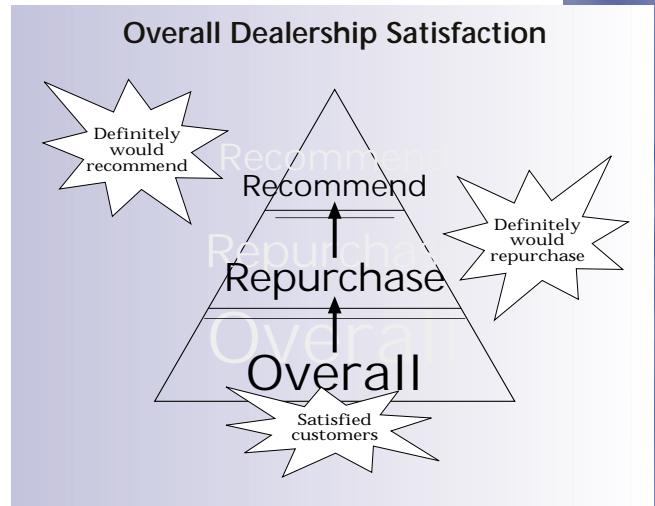 Overall Dealership Satisfaction
Definitely
would
recommend
Recommend
Recommend
Definitely
would
repurchase
Repurchase
Repurchase
Overall
Overall
Satisfied
customers